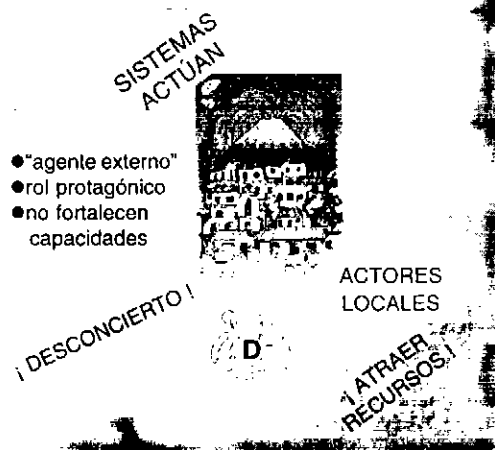 SISTEMAS
ACTÚAN
●"agente externo"
●rol protagónico
●no fortalecen
capacidades
ACTORES
LOCALES
¡ DESCONCIERTO !
D
¡ ATRAER
RECURSOS !